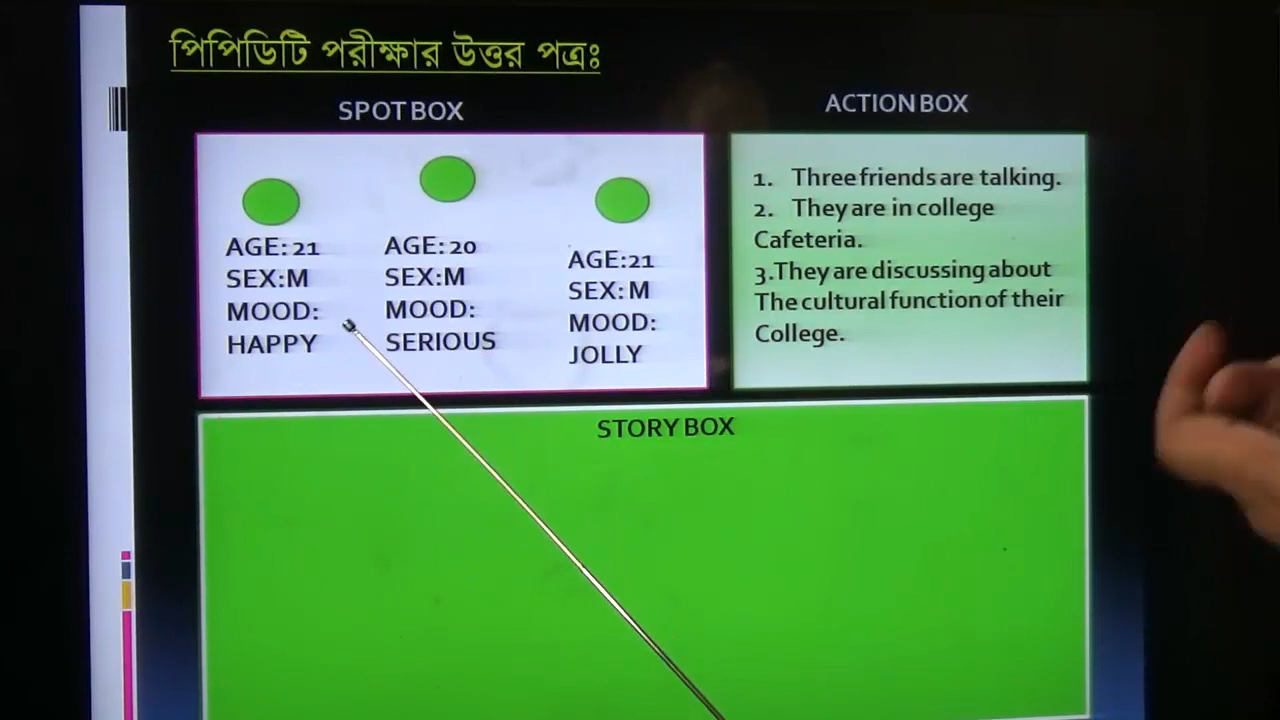 পিপিডিটি পরীক্ষার উত্তর পত্রঃ
SPOT BOX
ACTION BOX
AGE: 21
SEX:M
MOOD:
HAPPY
AGE: 20
SEX:M
MOOD:
SERIOUS
AGE:21
SEX: M
MOOD:
JOLLY
1. Three friends are talking.
2. They are in college
Cafeteria.
3.They are discussing about
The cultural function of their
College.
STORY BOX